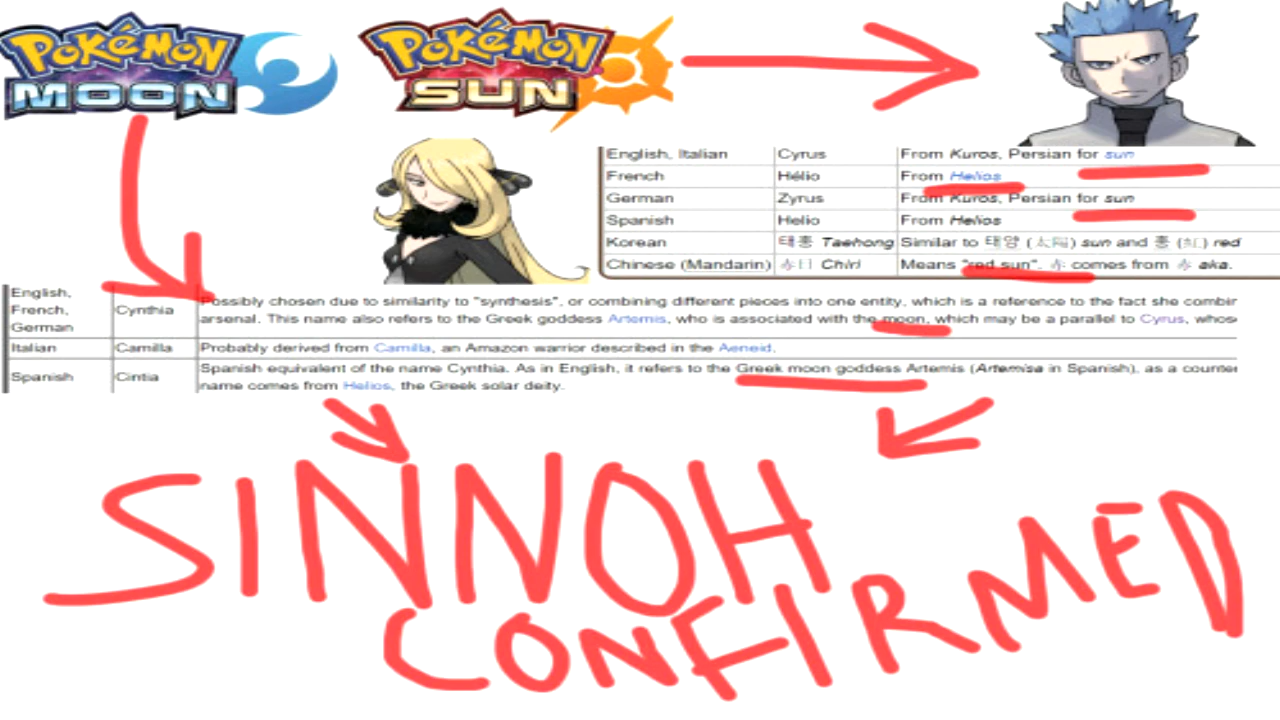 POKÉMON
MOON
POKÉMON
SUN
English, Italian Cyrus From Kuros, Persian for sun
French Hélio From Helios
German Zyrus From Kuros, Persian for sun
Spanish Helio From Helios
Korean 태홍 Taehong Similar to 태양 (太陽) sun and 홍 (紅) red
Chinese (Mandarin) 赤日 Chìrì Means "red sun". 赤 comes from 赤 aka.
English, French, German Cynthia Possibly chosen due to similarity to "synthesis", or combining different pieces into one entity, which is a reference to the fact she combin
arsenal. This name also refers to the Greek goddess Artemis, who is associated with the moon, which may be a parallel to Cyrus, whose
Italian Camilla Probably derived from Camilla, an Amazon warrior described in the Aeneid.
Spanish Cintia Spanish equivalent of the name Cynthia. As in English, it refers to the Greek moon goddess Artemis (Artemisa in Spanish), as a counter
name comes from Helios, the Greek solar deity.
SINNOH
CONFIRMED